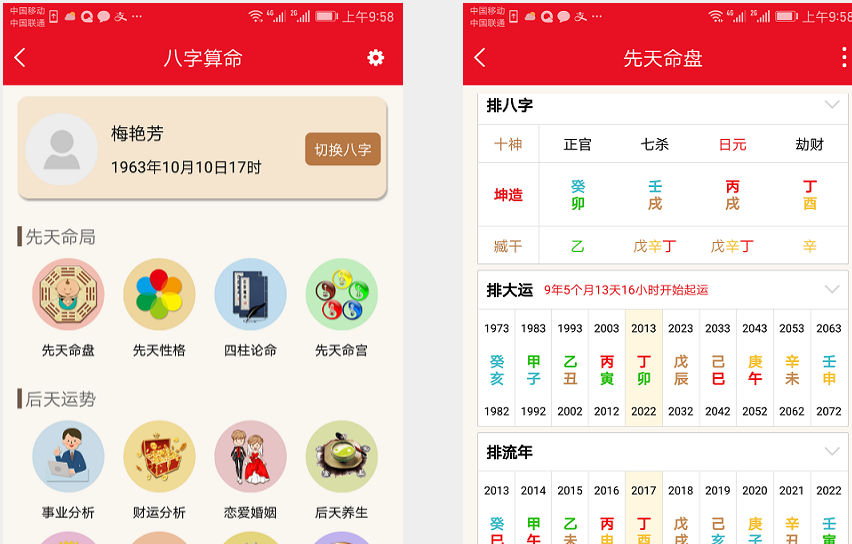 中国移动
中国联通
4G 2G 上午9:58
八字算命
梅艳芳
1963年10月10日17时
切换八字
先天命局
先天命盘 先天性格 四柱论命 先天命宫
后天运势
事业分析 财运分析 恋爱婚姻 后天养生
中国移动
中国联通
4G 2G 上午9:58
先天命盘
排八字
十神 正官 七杀 日元 劫财
坤造 癸 壬 丙 丁
卯 戌 戌 酉
臧干 乙 戊辛丁 戊辛丁 辛
排大运 9年5个月13天16小时开始起运
1973 1983 1993 2003 2013 2023 2033 2043 2053 2063
癸 甲 乙 丙 丁 戊 己 庚 辛 壬
亥 子 丑 寅 卯 辰 巳 午 未 申
1982 1992 2002 2012 2022 2032 2042 2052 2062 2072
排流年
2013 2014 2015 2016 2017 2018 2019 2020 2021 2022
癸 甲 乙 丙 丁 戊 己 庚 辛 壬
巳 午 未 申 酉 戌 亥 子 丑 寅